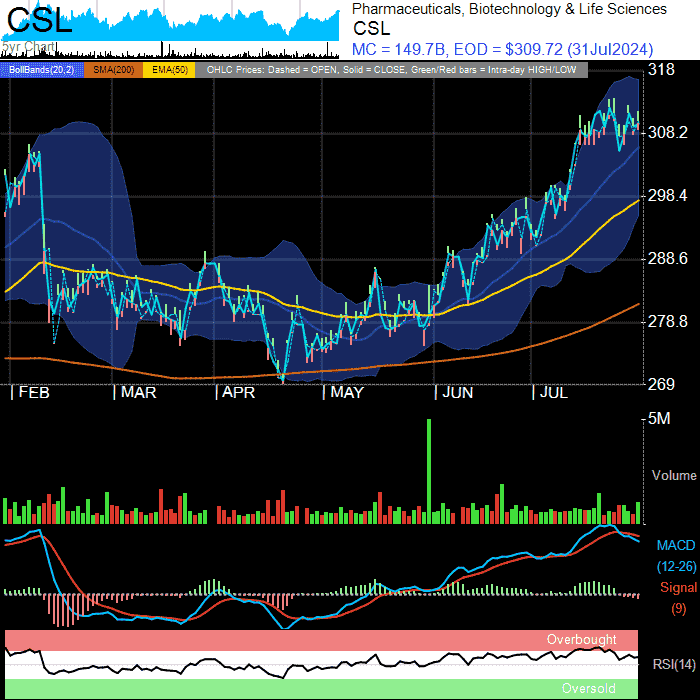 CSL
5yr Chart
Pharmaceuticals, Biotechnology & Life Sciences
CSL
MC = 149.7B, EOD = $309.72 (31Jul2024)
BollBands(20,2) SMA(200) EMA(50) OHLC Prices: Dashed = OPEN, Solid = CLOSE, Green/Red bars = Intra-day HIGH/LOW
318
308.2
298.4
288.6
278.8
269
FEB MAR APR MAY JUN JUL
5M
Volume
MACD
(12-26)
Signal
(9)
Overbought
RSI(14)
Oversold